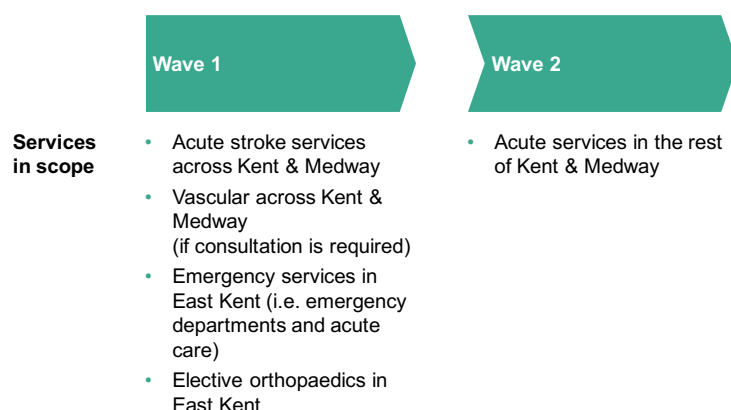 Wave 1
Wave 2
Services
in scope
• Acute stroke services
across Kent & Medway
• Vascular across Kent &
Medway
(if consultation is required)
• Emergency services in
East Kent (i.e. emergency
departments and acute
care)
• Elective orthopaedics in
East Kent
• Acute services in the rest
of Kent & Medway